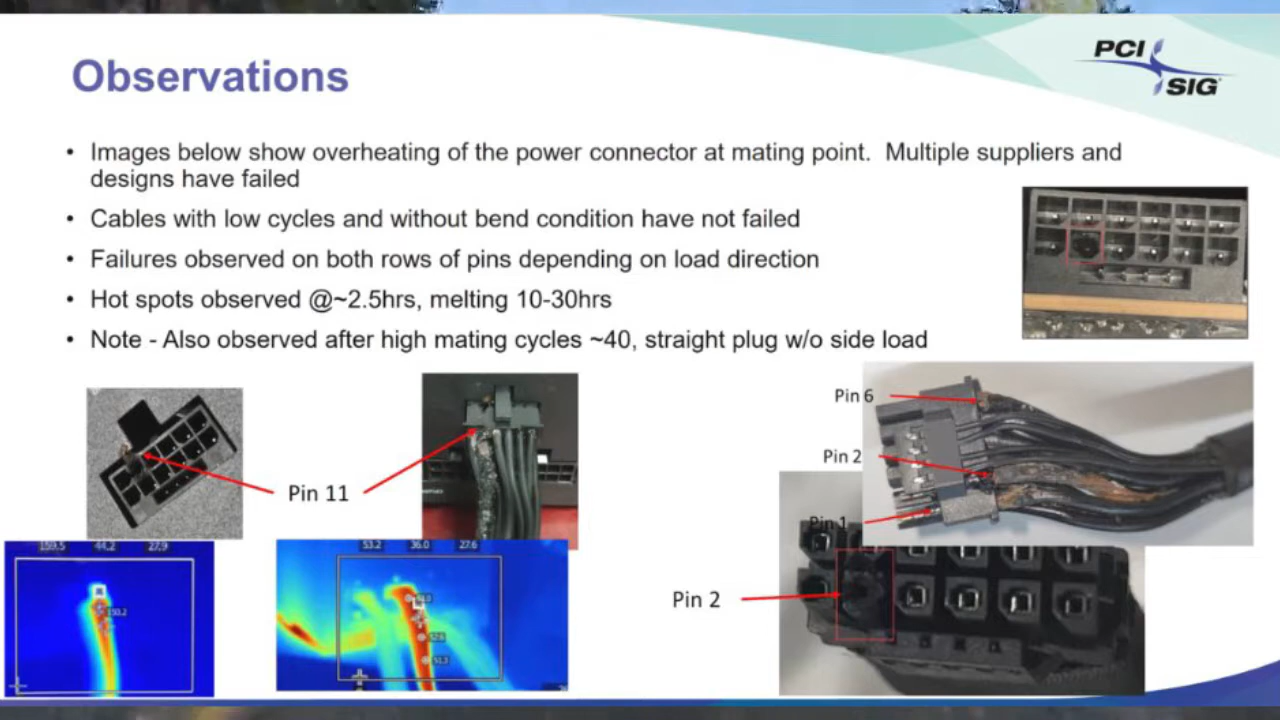 PCI
SIG
Observations
• Images below show overheating of the power connector at mating point. Multiple suppliers and
designs have failed
• Cables with low cycles and without bend condition have not failed
• Failures observed on both rows of pins depending on load direction
• Hot spots observed @~2.5hrs, melting 10-30hrs
• Note - Also observed after high mating cycles ~40, straight plug w/o side load
Pin 6
Pin 2
Pin 11
Pin 1
159.5 44.2 27.9
53.2 36.0 27.6
150.2
51.3
Pin 2